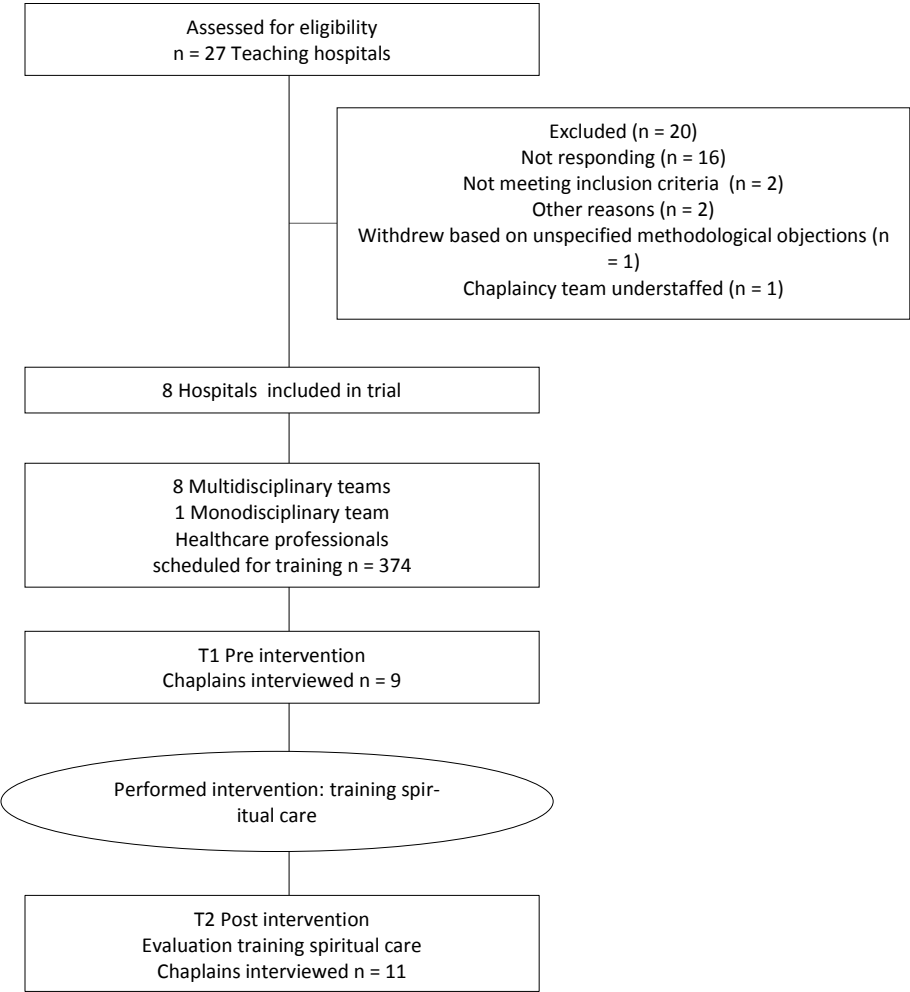 Assessed for eligibility
n = 27 Teaching hospitals
Excluded (n = 20)
Not responding (n = 16)
Not meeting inclusion criteria (n = 2)
Other reasons (n = 2)
Withdrew based on unspecified methodological objections (n
= 1)
Chaplaincy team understaffed (n = 1)
8 Hospitals included in trial
8 Multidisciplinary teams
1 Monodisciplinary team
Healthcare professionals
scheduled for training n = 374
T1 Pre intervention
Chaplains interviewed n = 9
Performed intervention: training spir-
itual care
T2 Post intervention
Evaluation training spiritual care
Chaplains interviewed n = 11